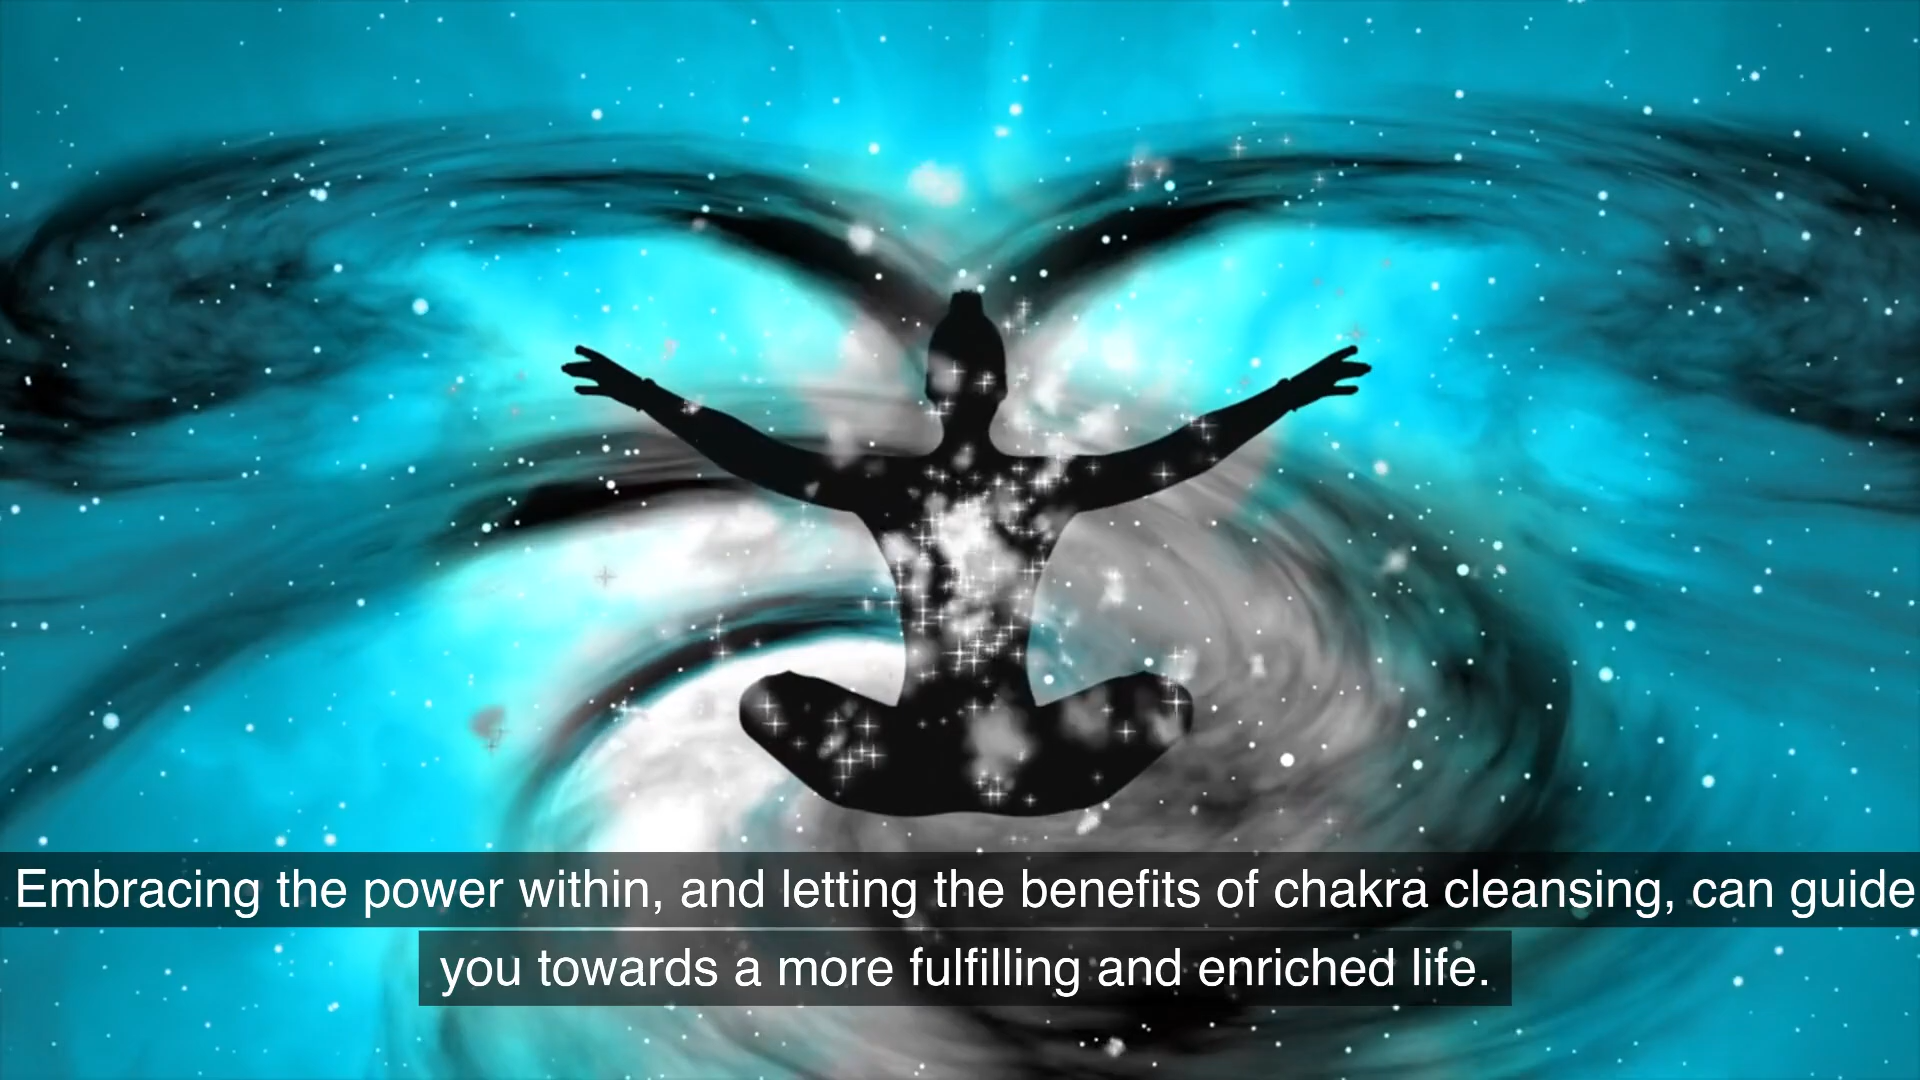 Embracing the power within, and letting the benefits of chakra cleansing, can guide
you towards a more fulfilling and enriched life.